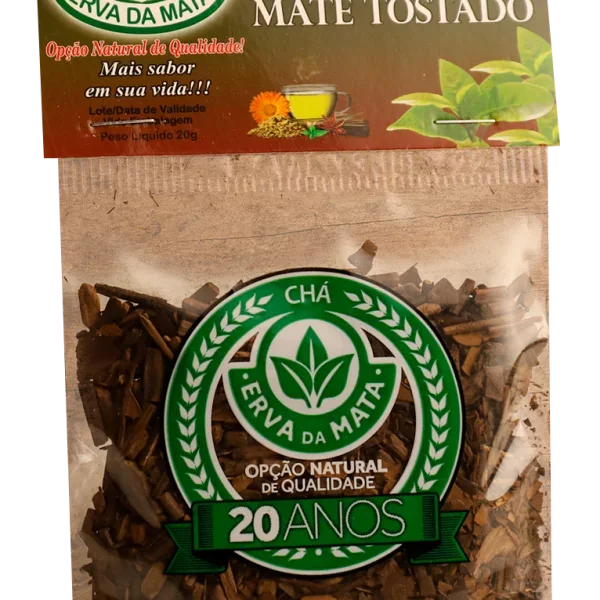 ERVA DA MATA
MATE TOSTADO
Opção Natural de Qualidade!
Mais sabor
em sua vida!!!
Lote/Data de Validade
Peso Líquido 20g
CHÁ
ERVA DA MATA
OPÇÃO NATURAL
DE QUALIDADE
20 ANOS